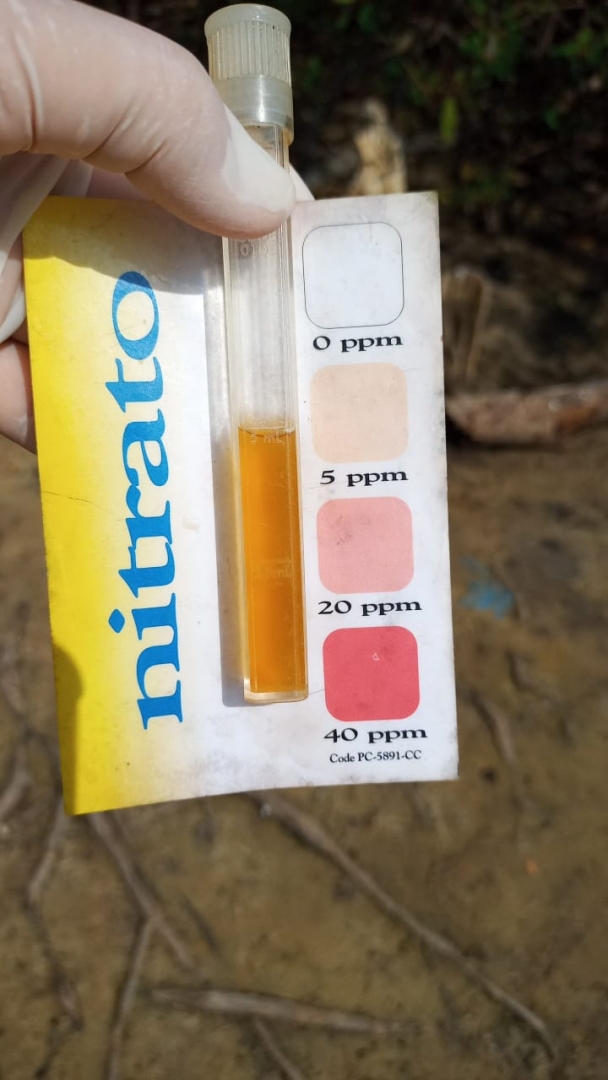 nitrato
0 ppm
5 ppm
20 ppm
40 ppm
Code PC-5891-CC